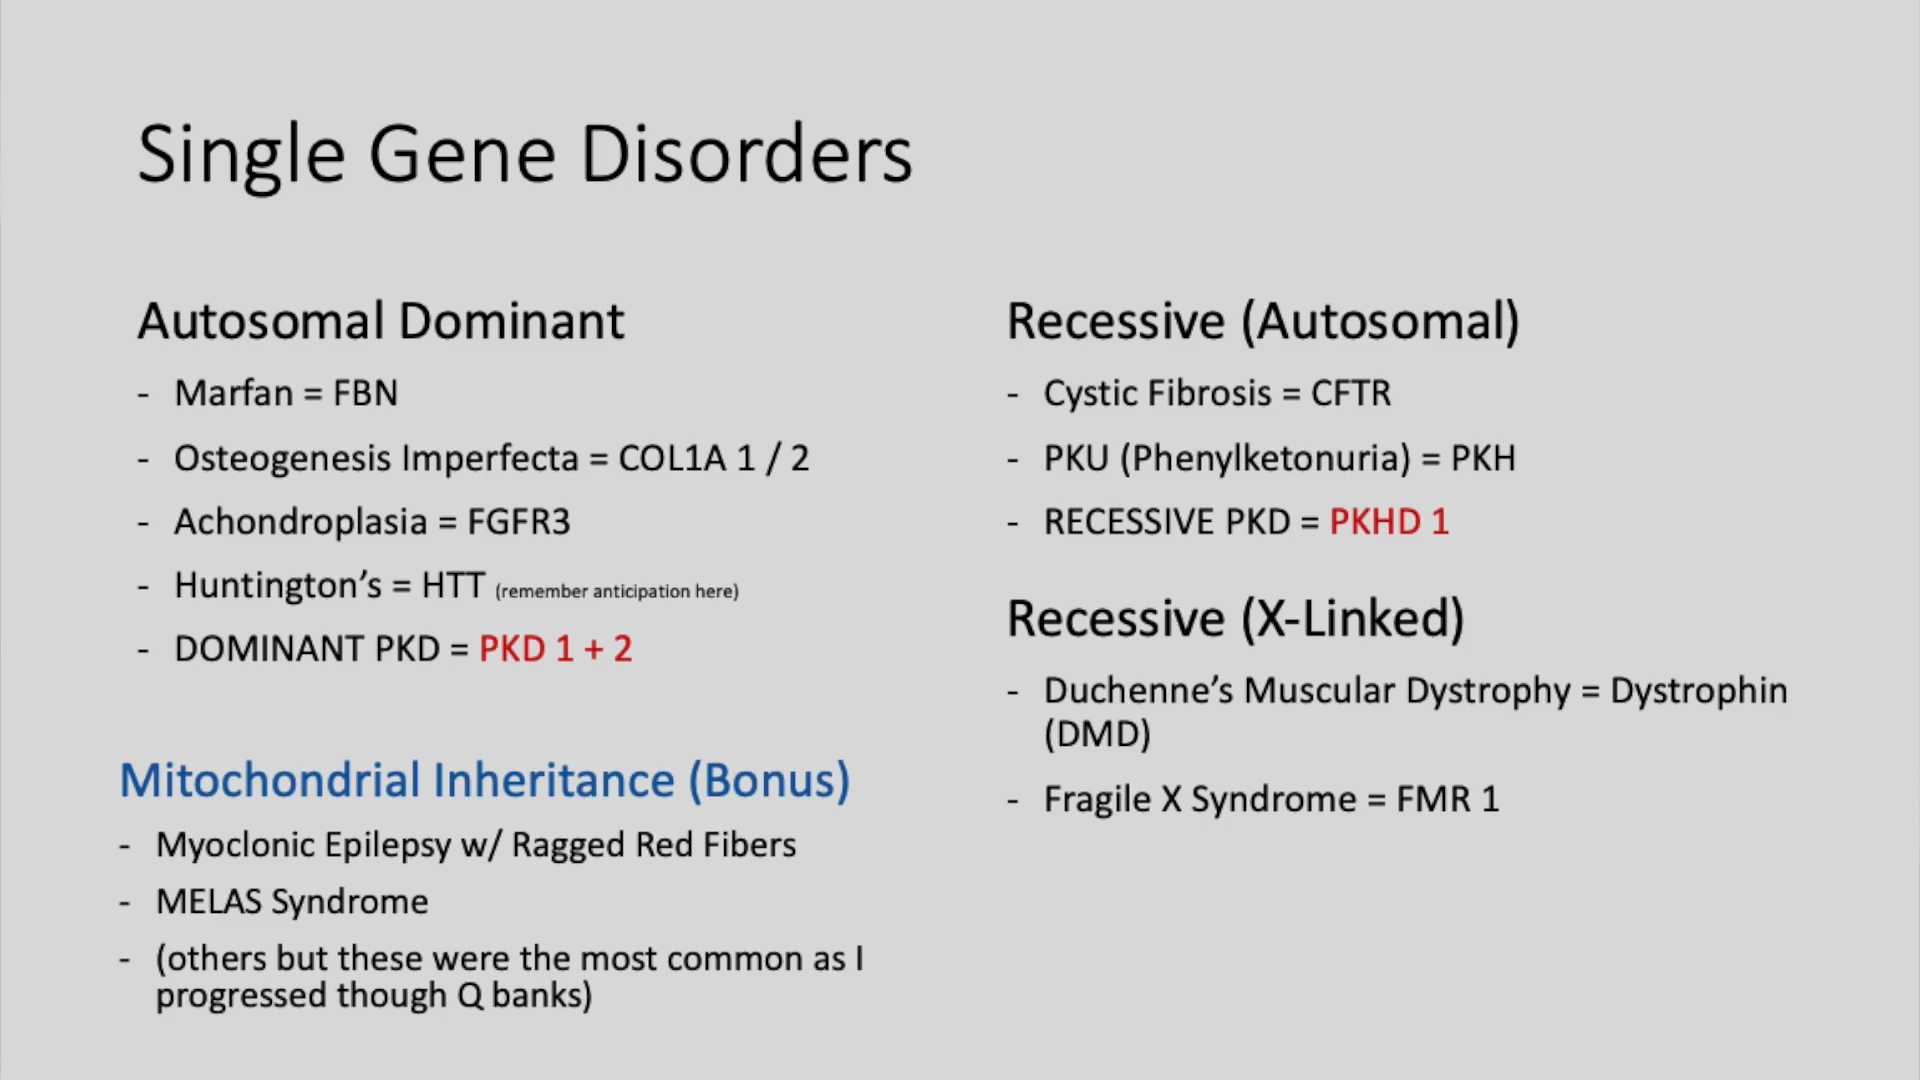 Single Gene Disorders
Autosomal Dominant
- Marfan = FBN
- Osteogenesis Imperfecta = COL1A 1 / 2
- Achondroplasia = FGFR3
- Huntington’s = HTT (remember anticipation here)
- DOMINANT PKD = PKD 1 + 2
Mitochondrial Inheritance (Bonus)
- Myoclonic Epilepsy w/ Ragged Red Fibers
- MELAS Syndrome
- (others but these were the most common as I
progressed though Q banks)
Recessive (Autosomal)
- Cystic Fibrosis = CFTR
- PKU (Phenylketonuria) = PKH
- RECESSIVE PKD = PKHD 1
Recessive (X-Linked)
- Duchenne’s Muscular Dystrophy = Dystrophin
(DMD)
- Fragile X Syndrome = FMR 1